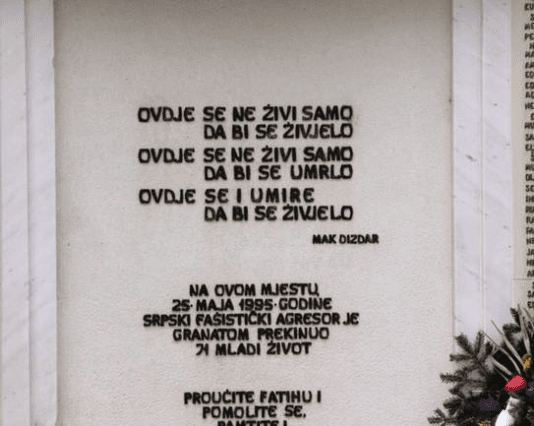 OVDJE SE NE ŽIVI SAMO
DA BI SE ŽIVJELO
OVDJE SE NE ŽIVI SAMO
DA BI SE UMRLO
OVDJE SE I UMIRE
DA BI SE ŽIVJELO
MAK DIZDAR
NA OVOM MJESTU,
25. MAJA 1995. GODINE
SRPSKI FAŠISTIČKI AGRESOR JE
GRANATOM PREKINUO
71 MLADI ŽIVOT
PROUČITE FATIHU I
POMOLITE SE,
PAMTITE I